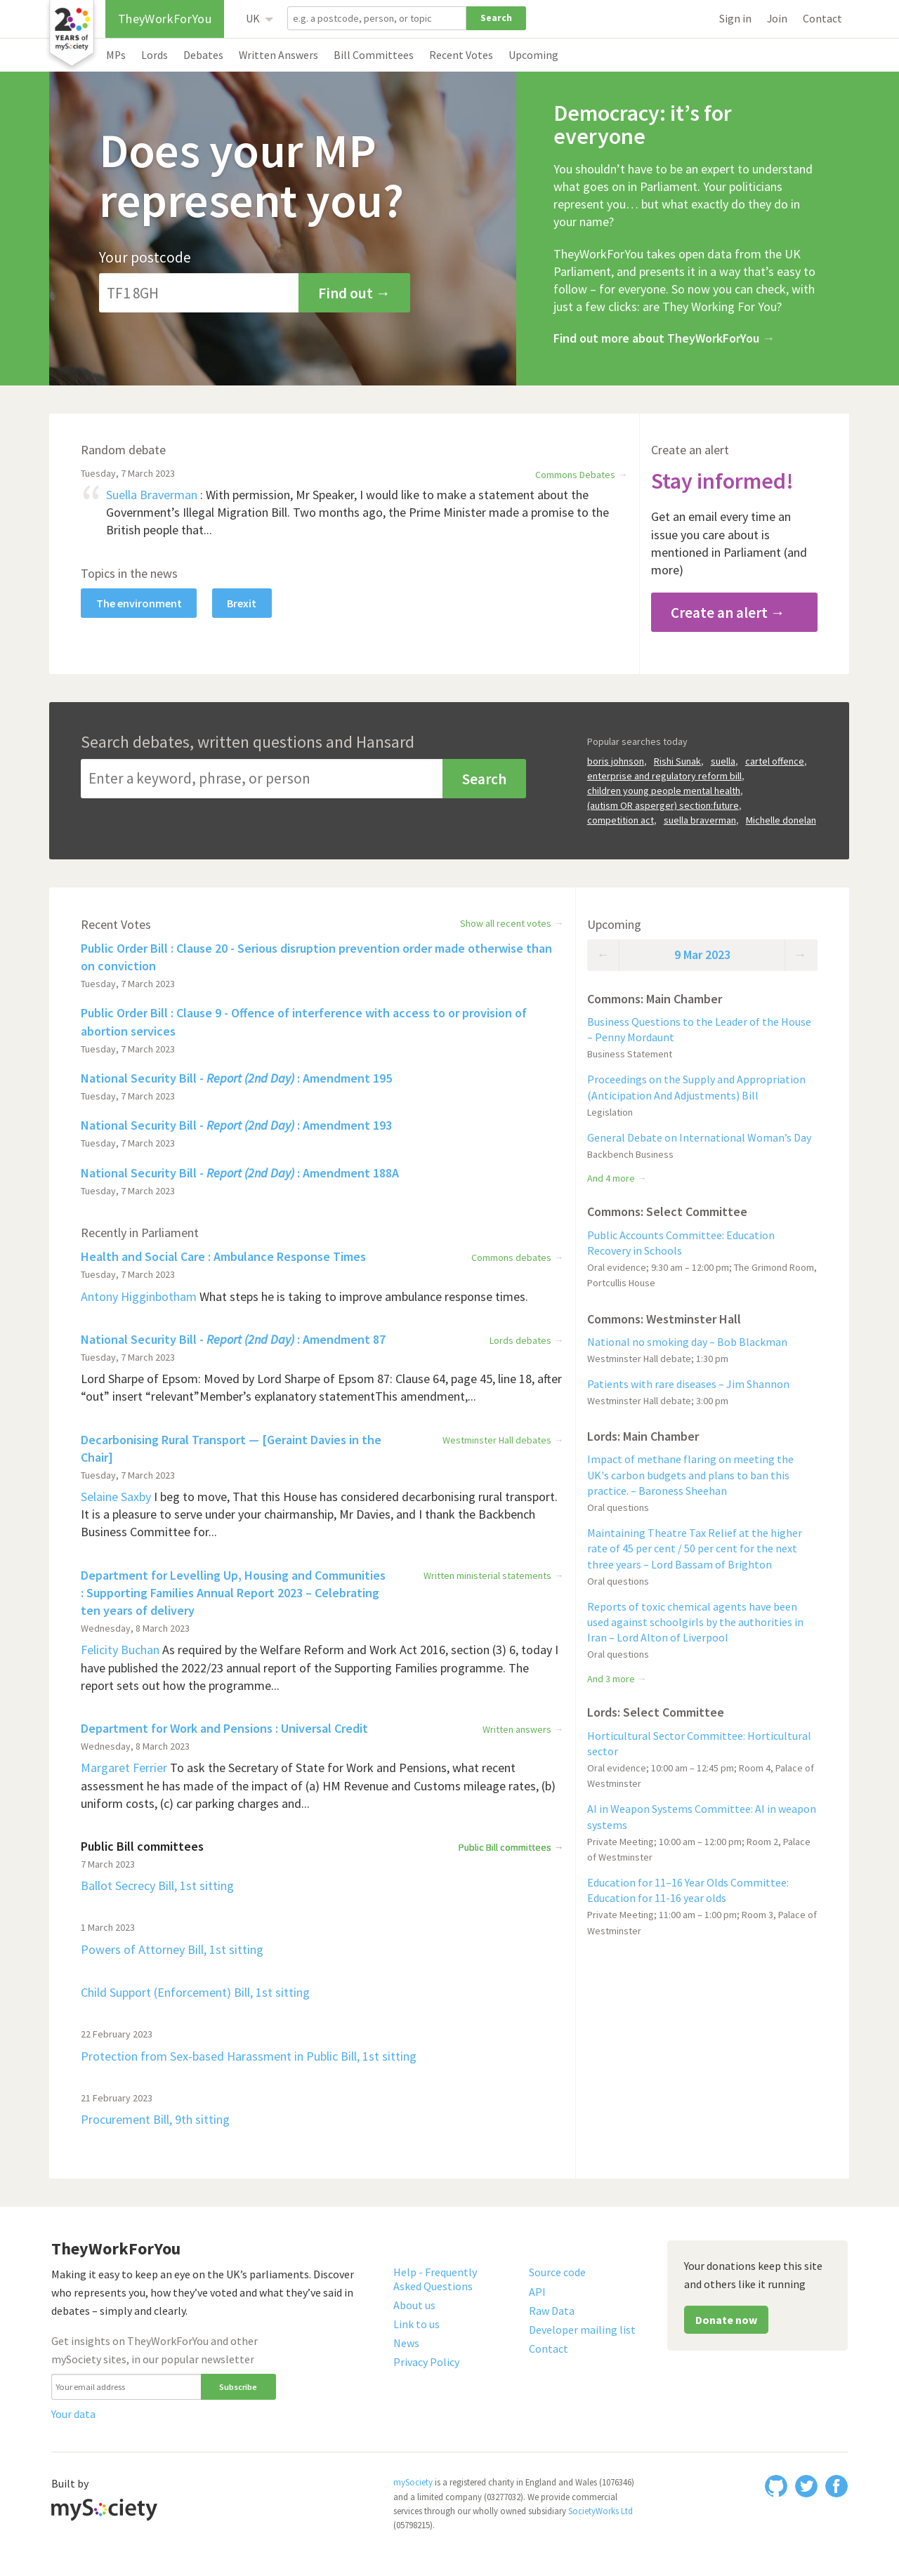 20
YEARS of
mySociety
TheyWorkForYou
UK
e.g. a postcode, person, or topic
Search
Sign in
Join
Contact
MPs
Lords
Debates
Written Answers
Bill Committees
Recent Votes
Upcoming
Does your MP
represent you?
Your postcode
TF1 8GH
Find out →
Democracy: it’s for
everyone
You shouldn’t have to be an expert to understand
what goes on in Parliament. Your politicians
represent you… but what exactly do they do in
your name?
TheyWorkForYou takes open data from the UK
Parliament, and presents it in a way that’s easy to
follow – for everyone. So now you can check, with
just a few clicks: are They Working For You?
Find out more about TheyWorkForYou →
Random debate
Tuesday, 7 March 2023
Commons Debates →
“ Suella Braverman : With permission, Mr Speaker, I would like to make a statement about the
Government’s Illegal Migration Bill. Two months ago, the Prime Minister made a promise to the
British people that...
Topics in the news
The environment
Brexit
Create an alert
Stay informed!
Get an email every time an
issue you care about is
mentioned in Parliament (and
more)
Create an alert →
Search debates, written questions and Hansard
Enter a keyword, phrase, or person
Search
Popular searches today
boris johnson, Rishi Sunak, suella, cartel offence,
enterprise and regulatory reform bill,
children young people mental health,
(autism OR asperger) section:future,
competition act, suella braverman, Michelle donelan
Recent Votes
Show all recent votes →
Public Order Bill : Clause 20 - Serious disruption prevention order made otherwise than
on conviction
Tuesday, 7 March 2023
Public Order Bill : Clause 9 - Offence of interference with access to or provision of
abortion services
Tuesday, 7 March 2023
National Security Bill - Report (2nd Day) : Amendment 195
Tuesday, 7 March 2023
National Security Bill - Report (2nd Day) : Amendment 193
Tuesday, 7 March 2023
National Security Bill - Report (2nd Day) : Amendment 188A
Tuesday, 7 March 2023
Recently in Parliament
Health and Social Care : Ambulance Response Times
Commons debates →
Tuesday, 7 March 2023
Antony Higginbotham What steps he is taking to improve ambulance response times.
National Security Bill - Report (2nd Day) : Amendment 87
Lords debates →
Tuesday, 7 March 2023
Lord Sharpe of Epsom: Moved by Lord Sharpe of Epsom 87: Clause 64, page 45, line 18, after
“out” insert “relevant”Member’s explanatory statementThis amendment,...
Decarbonising Rural Transport — [Geraint Davies in the
Chair]
Westminster Hall debates →
Tuesday, 7 March 2023
Selaine Saxby I beg to move, That this House has considered decarbonising rural transport.
It is a pleasure to serve under your chairmanship, Mr Davies, and I thank the Backbench
Business Committee for...
Department for Levelling Up, Housing and Communities
: Supporting Families Annual Report 2023 – Celebrating
ten years of delivery
Written ministerial statements →
Wednesday, 8 March 2023
Felicity Buchan As required by the Welfare Reform and Work Act 2016, section (3) 6, today I
have published the 2022/23 annual report of the Supporting Families programme. The
report sets out how the programme...
Department for Work and Pensions : Universal Credit
Written answers →
Wednesday, 8 March 2023
Margaret Ferrier To ask the Secretary of State for Work and Pensions, what recent
assessment he has made of the impact of (a) HM Revenue and Customs mileage rates, (b)
uniform costs, (c) car parking charges and...
Public Bill committees
Public Bill committees →
7 March 2023
Ballot Secrecy Bill, 1st sitting
1 March 2023
Powers of Attorney Bill, 1st sitting
Child Support (Enforcement) Bill, 1st sitting
22 February 2023
Protection from Sex-based Harassment in Public Bill, 1st sitting
21 February 2023
Procurement Bill, 9th sitting
Upcoming
← 9 Mar 2023 →
Commons: Main Chamber
Business Questions to the Leader of the House
– Penny Mordaunt
Business Statement
Proceedings on the Supply and Appropriation
(Anticipation And Adjustments) Bill
Legislation
General Debate on International Woman’s Day
Backbench Business
And 4 more →
Commons: Select Committee
Public Accounts Committee: Education
Recovery in Schools
Oral evidence; 9:30 am – 12:00 pm; The Grimond Room,
Portcullis House
Commons: Westminster Hall
National no smoking day – Bob Blackman
Westminster Hall debate; 1:30 pm
Patients with rare diseases – Jim Shannon
Westminster Hall debate; 3:00 pm
Lords: Main Chamber
Impact of methane flaring on meeting the
UK's carbon budgets and plans to ban this
practice. – Baroness Sheehan
Oral questions
Maintaining Theatre Tax Relief at the higher
rate of 45 per cent / 50 per cent for the next
three years – Lord Bassam of Brighton
Oral questions
Reports of toxic chemical agents have been
used against schoolgirls by the authorities in
Iran – Lord Alton of Liverpool
Oral questions
And 3 more →
Lords: Select Committee
Horticultural Sector Committee: Horticultural
sector
Oral evidence; 10:00 am – 12:45 pm; Room 4, Palace of
Westminster
AI in Weapon Systems Committee: AI in weapon
systems
Private Meeting; 10:00 am – 12:00 pm; Room 2, Palace
of Westminster
Education for 11–16 Year Olds Committee:
Education for 11-16 year olds
Private Meeting; 11:00 am – 1:00 pm; Room 3, Palace of
Westminster
TheyWorkForYou
Making it easy to keep an eye on the UK’s parliaments. Discover
who represents you, how they’ve voted and what they’ve said in
debates – simply and clearly.
Get insights on TheyWorkForYou and other
mySociety sites, in our popular newsletter
Your email address
Subscribe
Your data
Help - Frequently
Asked Questions
About us
Link to us
News
Privacy Policy
Source code
API
Raw Data
Developer mailing list
Contact
Your donations keep this site
and others like it running
Donate now
Built by
mySociety
mySociety is a registered charity in England and Wales (1076346)
and a limited company (03277032). We provide commercial
services through our wholly owned subsidiary SocietyWorks Ltd
(05798215).